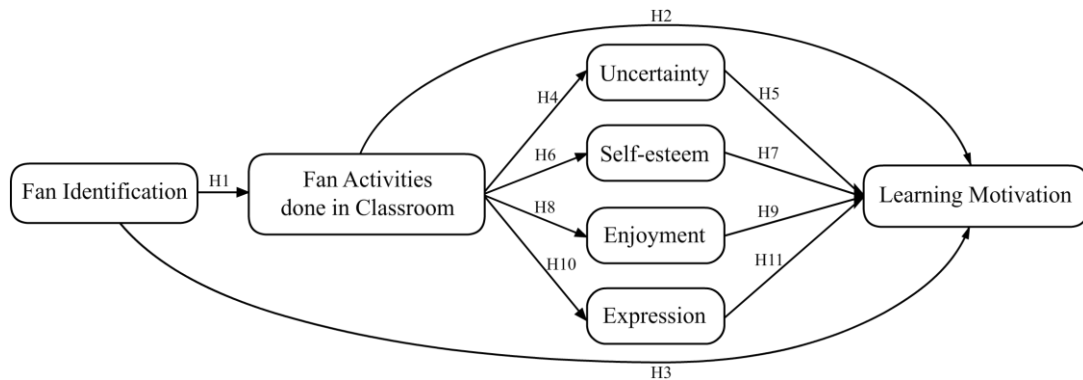 H2
Uncertainty
H4
H5
Self-esteem
H6
H7
Fan Identification
H1
Fan Activities
done in Classroom
Learning Motivation
H8
H9
Enjoyment
H10
H11
Expression
H3